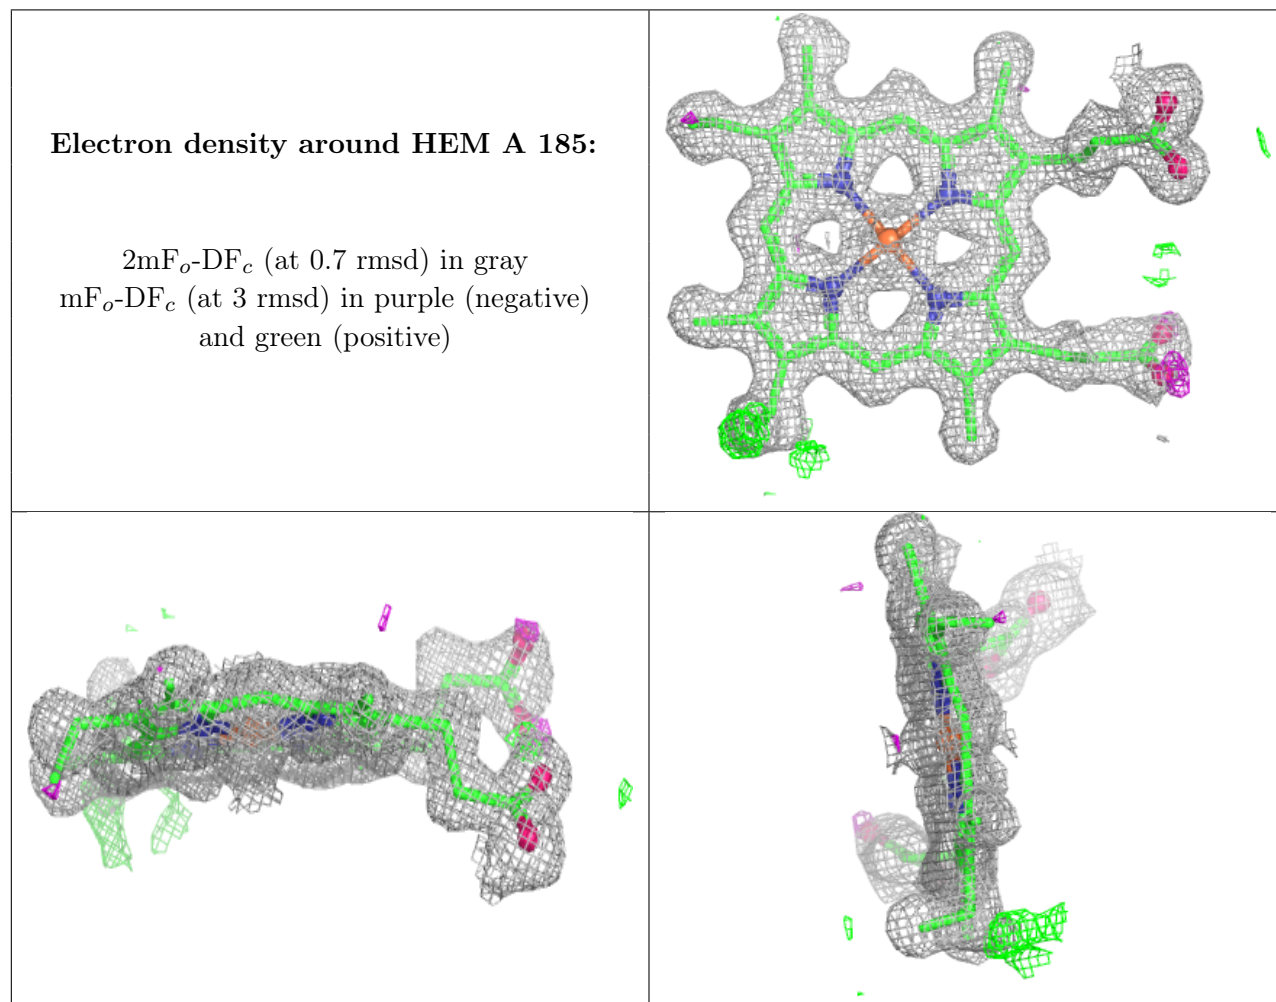 Electron density around HEM A 185:
2mFo-DFc (at 0.7 rmsd) in gray
mFo-DFc (at 3 rmsd) in purple (negative)
and green (positive)